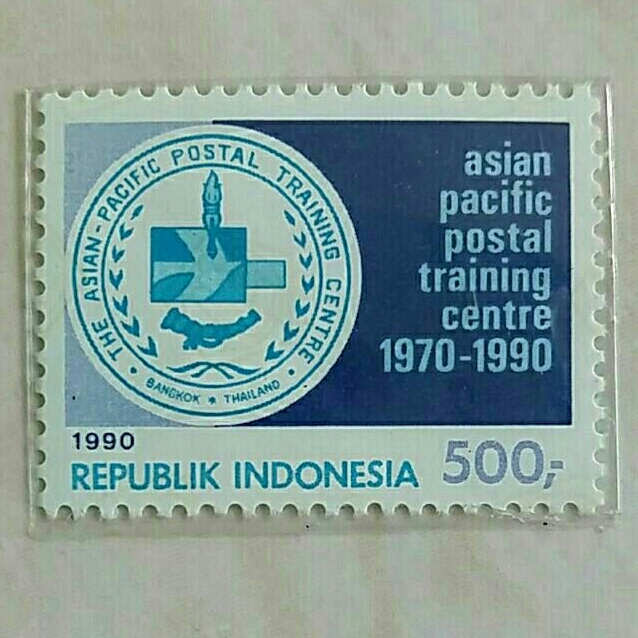 THE ASIAN-PACIFIC POSTAL TRAINING CENTRE
BANGKOK * THAILAND
asian
pacific
postal
training
centre
1970-1990
1990
REPUBLIK INDONESIA
500,-